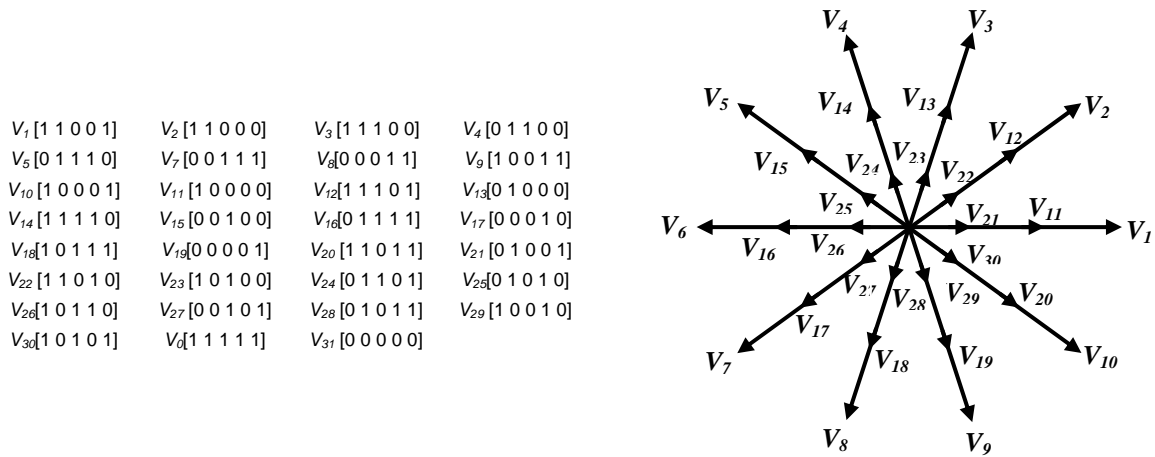 V1 [1 1 0 0 1] V2 [1 1 0 0 0] V3 [1 1 1 0 0] V4 [0 1 1 0 0]
V5 [0 1 1 1 0] V7 [0 0 1 1 1] V8[0 0 0 1 1] V9 [1 0 0 1 1]
V10 [1 0 0 0 1] V11 [1 0 0 0 0] V12[1 1 1 0 1] V13[0 1 0 0 0]
V14 [1 1 1 1 0] V15 [0 0 1 0 0] V16[0 1 1 1 1] V17[0 0 0 1 0]
V18[1 0 1 1 1] V19[0 0 0 0 1] V20 [1 1 0 1 1] V21 [0 1 0 0 1]
V22 [1 1 0 1 0] V23 [1 0 1 0 0] V24 [0 1 1 0 1] V25[0 1 0 1 0]
V26[1 0 1 1 0] V27 [0 0 1 0 1] V28 [0 1 0 1 1] V29 [1 0 0 1 0]
V30[1 0 1 0 1] V0[1 1 1 1 1] V31 [0 0 0 0 0]
V4 V3
V5 V14 V13 V2
V12
V15 V24 V23 V22
V25 V21 V11
V6 V16 V26 V1
V30
V27 V28 V29 V20
V17
V7 V18 V19 V10
V8 V9